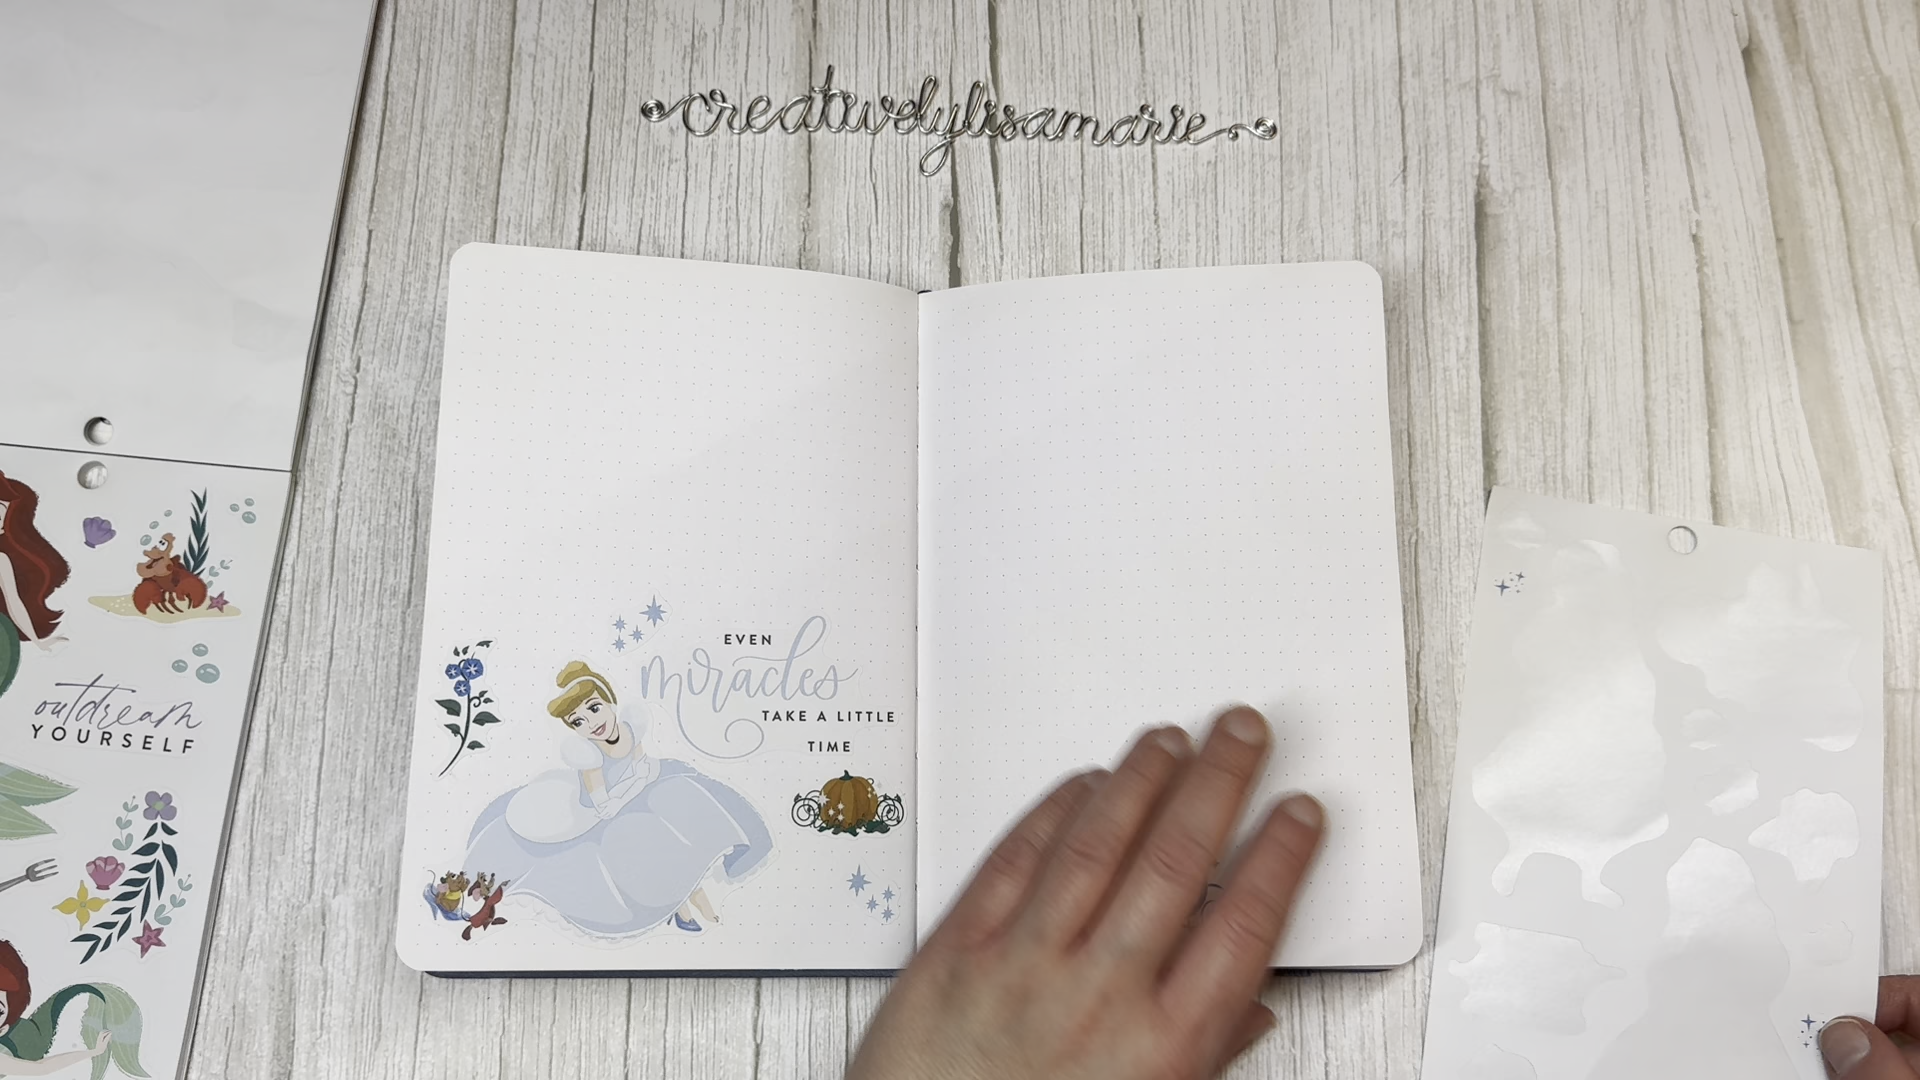 creativelylisamarie
EVEN
miracles
TAKE A LITTLE
TIME
outdream
YOURSELF